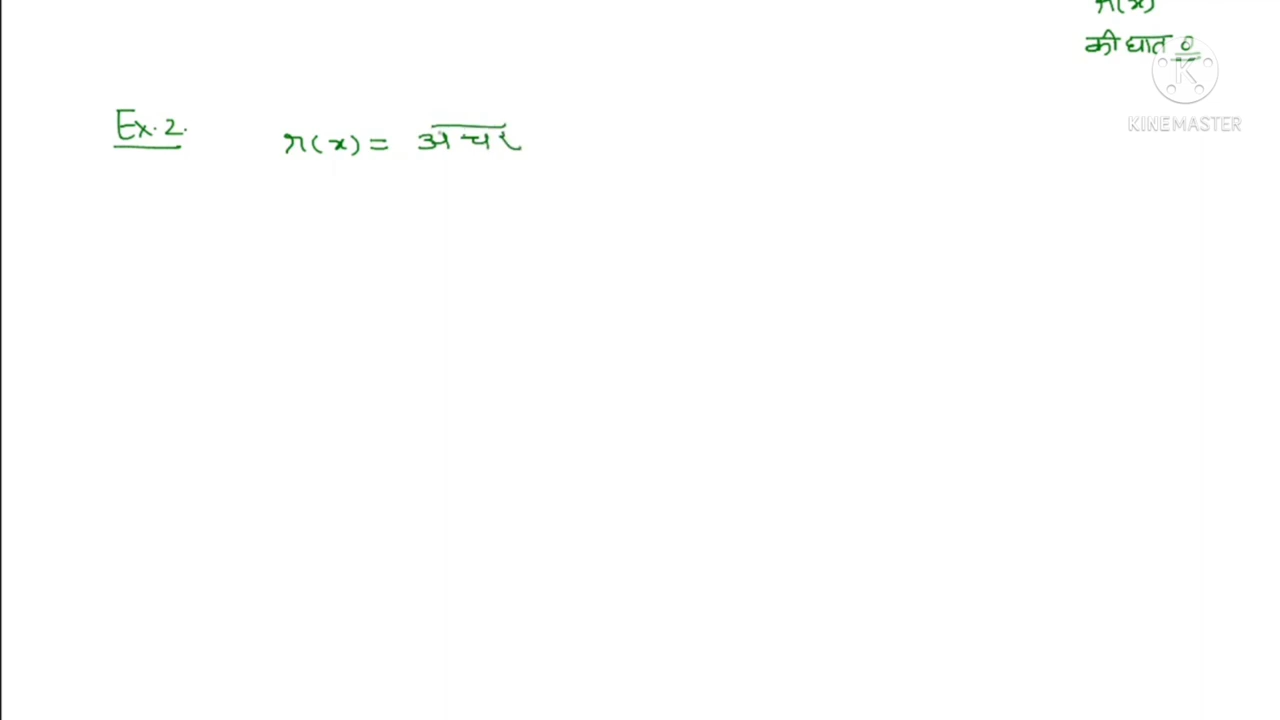 r(x)
की घात 0
KINEMASTER
Ex. 2.
r(x) = अचर